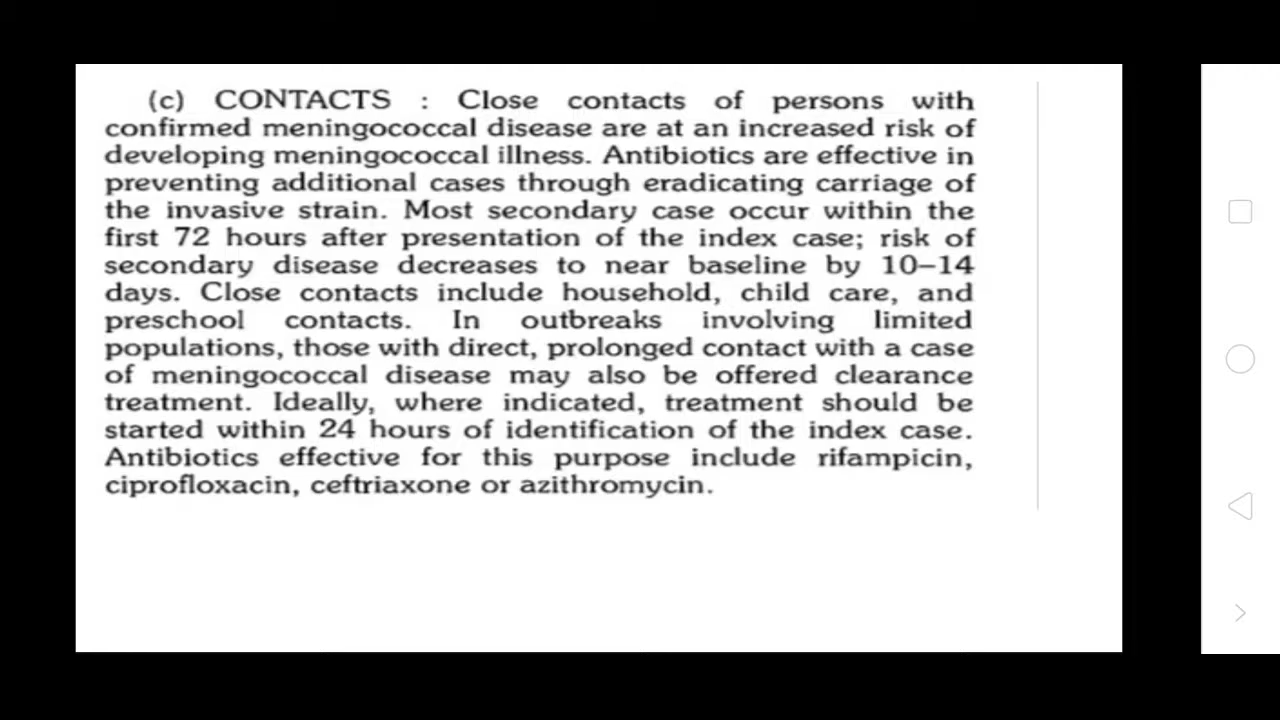 (c) CONTACTS : Close contacts of persons with
confirmed meningococcal disease are at an increased risk of
developing meningococcal illness. Antibiotics are effective in
preventing additional cases through eradicating carriage of
the invasive strain. Most secondary case occur within the
first 72 hours after presentation of the index case; risk of
secondary disease decreases to near baseline by 10–14
days. Close contacts include household, child care, and
preschool contacts. In outbreaks involving limited
populations, those with direct, prolonged contact with a case
of meningococcal disease may also be offered clearance
treatment. Ideally, where indicated, treatment should be
started within 24 hours of identification of the index case.
Antibiotics effective for this purpose include rifampicin,
ciprofloxacin, ceftriaxone or azithromycin.